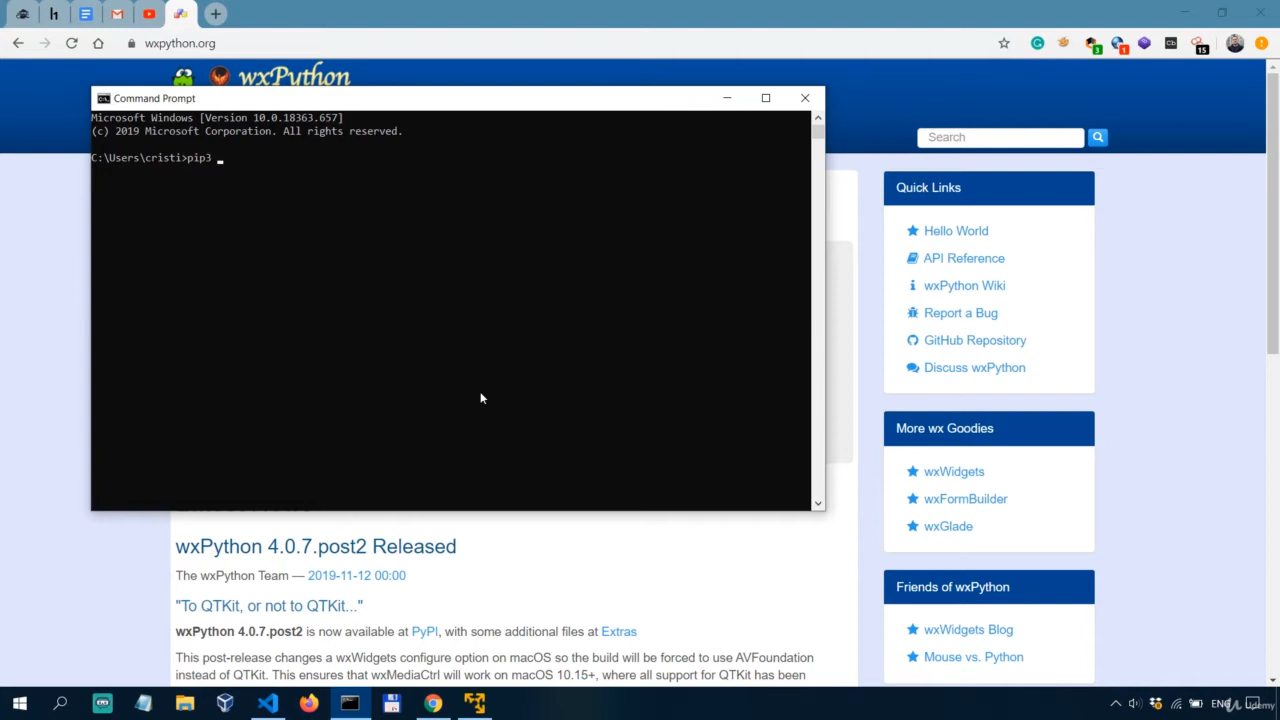 wxpython.org
3
1
Cb
15
wxPython
Search
Command Prompt
Microsoft Windows [Version 10.0.18363.657]
(c) 2019 Microsoft Corporation. All rights reserved.
C:\Users\cristi>pip3 _
Quick Links
Hello World
API Reference
wxPython Wiki
Report a Bug
GitHub Repository
Discuss wxPython
More wx Goodies
wxWidgets
wxFormBuilder
wxGlade
Friends of wxPython
wxWidgets Blog
Mouse vs. Python
wxPython 4.0.7.post2 Released
The wxPython Team — 2019-11-12 00:00
"To QTKit, or not to QTKit..."
wxPython 4.0.7.post2 is now available at PyPI, with some additional files at Extras
This post-release changes a wxWidgets configure option on macOS so the build will be forced to use AVFoundation
instead of QTKit. This ensures that wxMediaCtrl will work on macOS 10.15+, where all support for QTKit has been
ENG
Udemy